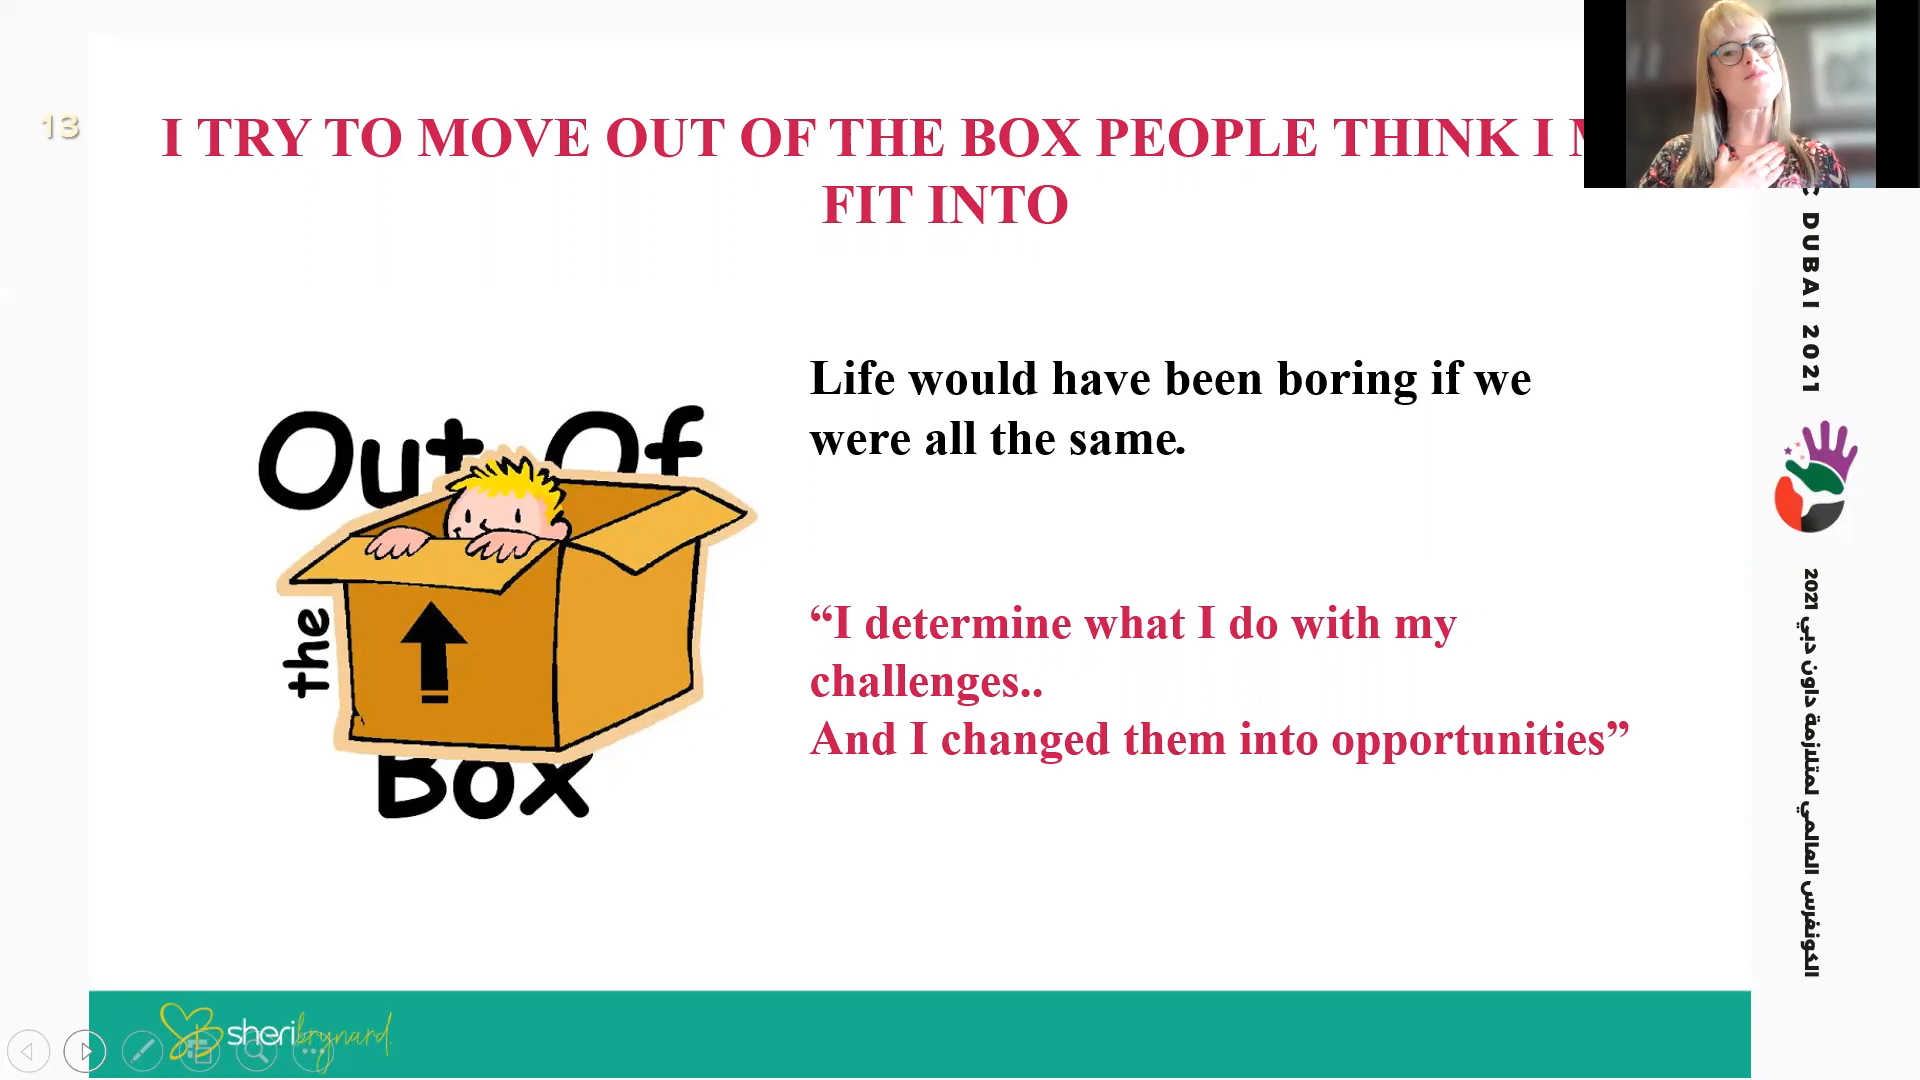 13
I TRY TO MOVE OUT OF THE BOX PEOPLE THINK I
FIT INTO
Life would have been boring if we
were all the same.
“I determine what I do with my
challenges..
And I changed them into opportunities”
Out Of
the
Box
DUBAI 2021
الكونغرس العالمي لمتلازمة داون دبي 2021
sheribrynard.